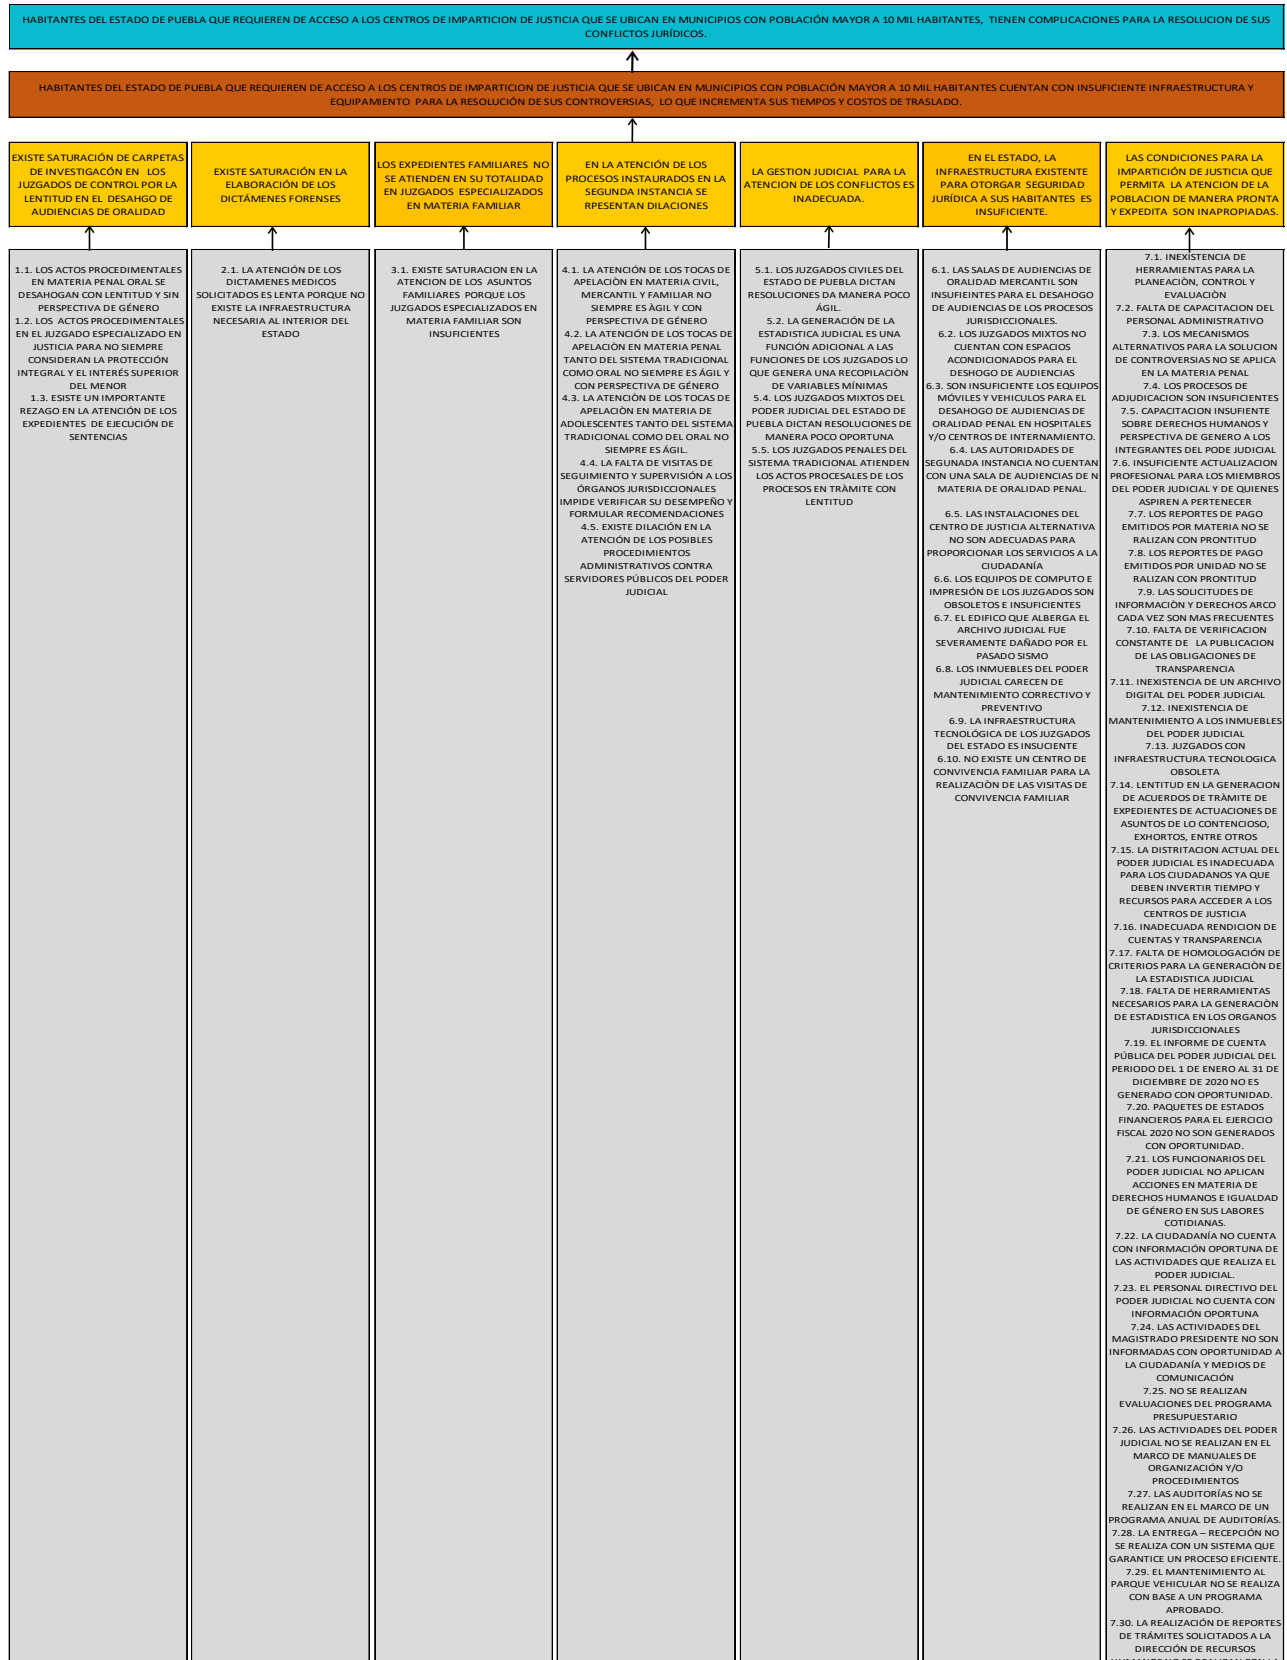 HABITANTES DEL ESTADO DE PUEBLA QUE REQUIEREN DE ACCESO A LOS CENTROS DE IMPARTICION DE JUSTICIA QUE SE UBICAN EN MUNICIPIOS CON POBLACIÓN MAYOR A 10 MIL HABITANTES, TIENEN COMPLICACIONES PARA LA RESOLUCION DE SUS
CONFLICTOS JURÍDICOS.
HABITANTES DEL ESTADO DE PUEBLA QUE REQUIEREN DE ACCESO A LOS CENTROS DE IMPARTICION DE JUSTICIA QUE SE UBICAN EN MUNICIPIOS CON POBLACIÓN MAYOR A 10 MIL HABITANTES CUENTAN CON INSUFICIENTE INFRAESTRUCTURA Y
EQUIPAMIENTO PARA LA RESOLUCIÓN DE SUS CONTROVERSIAS, LO QUE INCREMENTA SUS TIEMPOS Y COSTOS DE TRASLADO.
EXISTE SATURACIÓN DE CARPETAS
DE INVESTIGACÓN EN LOS
JUZGADOS DE CONTROL POR LA
LENTITUD EN EL DESAHGO DE
AUDIENCIAS DE ORALIDAD
EXISTE SATURACIÓN EN LA
ELABORACIÓN DE LOS
DICTÁMENES FORENSES
LOS EXPEDIENTES FAMILIARES NO
SE ATIENDEN EN SU TOTALIDAD
EN JUZGADOS ESPECIALIZADOS
EN MATERIA FAMILIAR
EN LA ATENCIÓN DE LOS
PROCESOS INSTAURADOS EN LA
SEGUNDA INSTANCIA SE
RPESENTAN DILACIONES
LA GESTION JUDICIAL PARA LA
ATENCION DE LOS CONFLICTOS ES
INADECUADA.
EN EL ESTADO, LA
INFRAESTRUCTURA EXISTENTE
PARA OTORGAR SEGURIDAD
JURÍDICA A SUS HABITANTES ES
INSUFICIENTE.
LAS CONDICIONES PARA LA
IMPARTICIÓN DE JUSTICIA QUE
PERMITA LA ATENCION DE LA
POBLACION DE MANERA PRONTA
Y EXPEDITA SON INAPROPIADAS.
1.1. LOS ACTOS PROCEDIMENTALES
EN MATERIA PENAL ORAL SE
DESAHOGAN CON LENTITUD Y SIN
PERSPECTIVA DE GÉNERO
1.2. LOS ACTOS PROCEDIMENTALES
EN EL JUZGADO ESPECIALIZADO EN
JUSTICIA PARA NO SIEMPRE
CONSIDERAN LA PROTECCIÓN
INTEGRAL Y EL INTERÉS SUPERIOR
DEL MENOR
1.3. ESISTE UN IMPORTANTE
REZAGO EN LA ATENCIÓN DE LOS
EXPEDIENTES DE EJECUCIÓN DE
SENTENCIAS
2.1. LA ATENCIÓN DE LOS
DICTAMENES MEDICOS
SOLICITADOS ES LENTA PORQUE NO
EXISTE LA INFRAESTRUCTURA
NECESARIA AL INTERIOR DEL
ESTADO
3.1. EXISTE SATURACION EN LA
ATENCION DE LOS ASUNTOS
FAMILIARES PORQUE LOS
JUZGADOS ESPECIALIZADOS EN
MATERIA FAMILIAR SON
INSUFICIENTES
4.1. LA ATENCIÓN DE LOS TOCAS DE
APELACIÒN EN MATERIA CIVIL,
MERCANTIL Y FAMILIAR NO
SIEMPRE ES ÀGIL Y CON
PERSPECTIVA DE GÉNERO
4.2. LA ATENCIÓN DE LOS TOCAS DE
APELACIÒN EN MATERIA PENAL
TANTO DEL SISTEMA TRADICIONAL
COMO ORAL NO SIEMPRE ES ÁGIL Y
CON PERSPECTIVA DE GÉNERO
4.3. LA ATENCIÒN DE LOS TOCAS DE
APELACIÒN EN MATERIA DE
ADOLESCENTES TANTO DEL SISTEMA
TRADICIONAL COMO DEL ORAL NO
SIEMPRE ES ÁGIL.
4.4. LA FALTA DE VISITAS DE
SEGUIMIENTO Y SUPERVISIÓN A LOS
ÓRGANOS JURISDICCIONALES
IMPIDE VERIFICAR SU DESEMPEÑO Y
FORMULAR RECOMENDACIONES
4.5. EXISTE DILACIÓN EN LA
ATENCIÓN DE LOS POSIBLES
PROCEDIMIENTOS
ADMINISTRATIVOS CONTRA
SERVIDORES PÚBLICOS DEL PODER
JUDICIAL
5.1. LOS JUZGADOS CIVILES DEL
ESTADO DE PUEBLA DICTAN
RESOLUCIONES DA MANERA POCO
ÁGIL.
5.2. LA GENERACIÓN DE LA
ESTADISTICA JUDICIAL ES UNA
FUNCIÓN ADICIONAL A LAS
FUNCIONES DE LOS JUZGADOS LO
QUE GENERA UNA RECOPILACIÒN
DE VARIABLES MÍNIMAS
5.4. LOS JUZGADOS MIXTOS DEL
PODER JUDICIAL DEL ESTADO DE
PUEBLA DICTAN RESOLUCIONES DE
MANERA POCO OPORTUNA
5.5. LOS JUZGADOS PENALES DEL
SISTEMA TRADICIONAL ATIENDEN
LOS ACTOS PROCESALES DE LOS
PROCESOS EN TRÀMITE CON
LENTITUD
6.1. LAS SALAS DE AUDIENCIAS DE
ORALIDAD MERCANTIL SON
INSUFIEINTES PARA EL DESAHOGO
DE AUDIENCIAS DE LOS PROCESOS
JURISDICCIONALES.
6.2. LOS JUZGADOS MIXTOS NO
CUENTAN CON ESPACIOS
ACONDICIONADOS PARA EL
DESHOGO DE AUDIENCIAS
6.3. SON INSUFICIENTE LOS EQUIPOS
MÓVILES Y VEHICULOS PARA EL
DESAHOGO DE AUDIENCIAS DE
ORALIDAD PENAL EN HOSPITALES
Y/O CENTROS DE INTERNAMIENTO.
6.4. LAS AUTORIDADES DE
SEGUNADA INSTANCIA NO CUENTAN
CON UNA SALA DE AUDIENCIAS DE N
MATERIA DE ORALIDAD PENAL.
6.5. LAS INSTALACIONES DEL
CENTRO DE JUSTICIA ALTERNATIVA
NO SON ADECUADAS PARA
PROPORCIONAR LOS SERVICIOS A LA
CIUDADANÍA
6.6. LOS EQUIPOS DE COMPUTO E
IMPRESIÓN DE LOS JUZGADOS SON
OBSOLETOS E INSUFICIENTES
6.7. EL EDIFICO QUE ALBERGA EL
ARCHIVO JUDICIAL FUE
SEVERAMENTE DAÑADO POR EL
PASADO SISMO
6.8. LOS INMUEBLES DEL PODER
JUDICIAL CARECEN DE
MANTENIMIENTO CORRECTIVO Y
PREVENTIVO
6.9. LA INFRAESTRUCTURA
TECNOLÓGICA DE LOS JUZGADOS
DEL ESTADO ES INSUCIENTE
6.10. NO EXISTE UN CENTRO DE
CONVIVENCIA FAMILIAR PARA LA
REALIZACIÒN DE LAS VISITAS DE
CONVIVENCIA FAMILIAR
7.1. INEXISTENCIA DE
HERRAMIENTAS PARA LA
PLANEACIÒN, CONTROL Y
EVALUACIÒN
7.2. FALTA DE CAPACITACION DEL
PERSONAL ADMINISTRATIVO
7.3. LOS MECANISMOS
ALTERNATIVOS PARA LA SOLUCION
DE CONTROVERSIAS NO SE APLICA
EN LA MATERIA PENAL
7.4. LOS PROCESOS DE
ADJUDICACION SON INSUFICIENTES
7.5. CAPACITACION INSUFIENTE
SOBRE DERECHOS HUMANOS Y
PERSPECTIVA DE GENERO A LOS
INTEGRANTES DEL PODE JUDICIAL
7.6. INSUFICIENTE ACTUALIZACION
PROFESIONAL PARA LOS MIEMBROS
DEL PODER JUDICIAL Y DE QUIENES
ASPIREN A PERTENECER
7.7. LOS REPORTES DE PAGO
EMITIDOS POR MATERIA NO SE
RALIZAN CON PRONTITUD
7.8. LOS REPORTES DE PAGO
EMITIDOS POR UNIDAD NO SE
RALIZAN CON PRONTITUD
7.9. LAS SOLICITUDES DE
INFORMACIÒN Y DERECHOS ARCO
CADA VEZ SON MAS FRECUENTES
7.10. FALTA DE VERIFICACION
CONSTANTE DE LA PUBLICACION
DE LAS OBLIGACIONES DE
TRANSPARENCIA
7.11. INEXISTENCIA DE UN ARCHIVO
DIGITAL DEL PODER JUDICIAL
7.12. INEXISTENCIA DE
MANTENIMIENTO A LOS INMUEBLES
DEL PODER JUDICIAL
7.13. JUZGADOS CON
INFRAESTRUCTURA TECNOLOGICA
OBSOLETA
7.14. LENTITUD EN LA GENERACION
DE ACUERDOS DE TRÀMITE DE
EXPEDIENTES DE ACTUACIONES DE
ASUNTOS DE LO CONTENCIOSO,
EXHORTOS, ENTRE OTROS
7.15. LA DISTRITACION ACTUAL DEL
PODER JUDICIAL ES INADECUADA
PARA LOS CIUDADANOS YA QUE
DEBEN INVERTIR TIEMPO Y
RECURSOS PARA ACCEDER A LOS
CENTROS DE JUSTICIA
7.16. INADECUADA RENDICION DE
CUENTAS Y TRANSPARENCIA
7.17. FALTA DE HOMOLOGACIÓN DE
CRITERIOS PARA LA GENERACIÒN DE
LA ESTADISTICA JUDICIAL
7.18. FALTA DE HERRAMIENTAS
NECESARIOS PARA LA GENERACIÒN
DE ESTADISTICA EN LOS ORGANOS
JURISDICCIONALES
7.19. EL INFORME DE CUENTA
PÚBLICA DEL PODER JUDICIAL DEL
PERIODO DEL 1 DE ENERO AL 31 DE
DICIEMBRE DE 2020 NO ES
GENERADO CON OPORTUNIDAD.
7.20. PAQUETES DE ESTADOS
FINANCIEROS PARA EL EJERCICIO
FISCAL 2020 NO SON GENERADOS
CON OPORTUNIDAD.
7.21. LOS FUNCIONARIOS DEL
PODER JUDICIAL NO APLICAN
ACCIONES EN MATERIA DE
DERECHOS HUMANOS E IGUALDAD
DE GÉNERO EN SUS LABORES
COTIDIANAS.
7.22. LA CIUDADANÍA NO CUENTA
CON INFORMACIÓN OPORTUNA DE
LAS ACTIVIDADES QUE REALIZA EL
PODER JUDICIAL.
7.23. EL PERSONAL DIRECTIVO DEL
PODER JUDICIAL NO CUENTA CON
INFORMACIÓN OPORTUNA
7.24. LAS ACTIVIDADES DEL
MAGISTRADO PRESIDENTE NO SON
INFORMADAS CON OPORTUNIDAD A
LA CIUDADANÍA Y MEDIOS DE
COMUNICACIÓN
7.25. NO SE REALIZAN
EVALUACIONES DEL PROGRAMA
PRESUPUESTARIO
7.26. LAS ACTIVIDADES DEL PODER
JUDICIAL NO SE REALIZAN EN EL
MARCO DE MANUALES DE
ORGANIZACIÓN Y/O
PROCEDIMIENTOS
7.27. LAS AUDITORÍAS NO SE
REALIZAN EN EL MARCO DE UN
PROGRAMA ANUAL DE AUDITORÍAS.
7.28. LA ENTREGA – RECEPCIÓN NO
SE REALIZA CON UN SISTEMA QUE
GARANTICE UN PROCESO EFICIENTE.
7.29. EL MANTENIMIENTO AL
PARQUE VEHICULAR NO SE REALIZA
CON BASE A UN PROGRAMA
APROBADO.
7.30. LA REALIZACIÓN DE REPORTES
DE TRÁMITES SOLICITADOS A LA
DIRECCIÓN DE RECURSOS